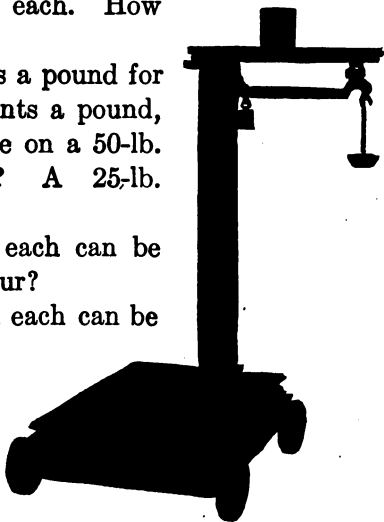 each. How
s a pound for
nts a pound,
e on a 50-lb.
? A 25-lb.
each can be
ur?
each can be